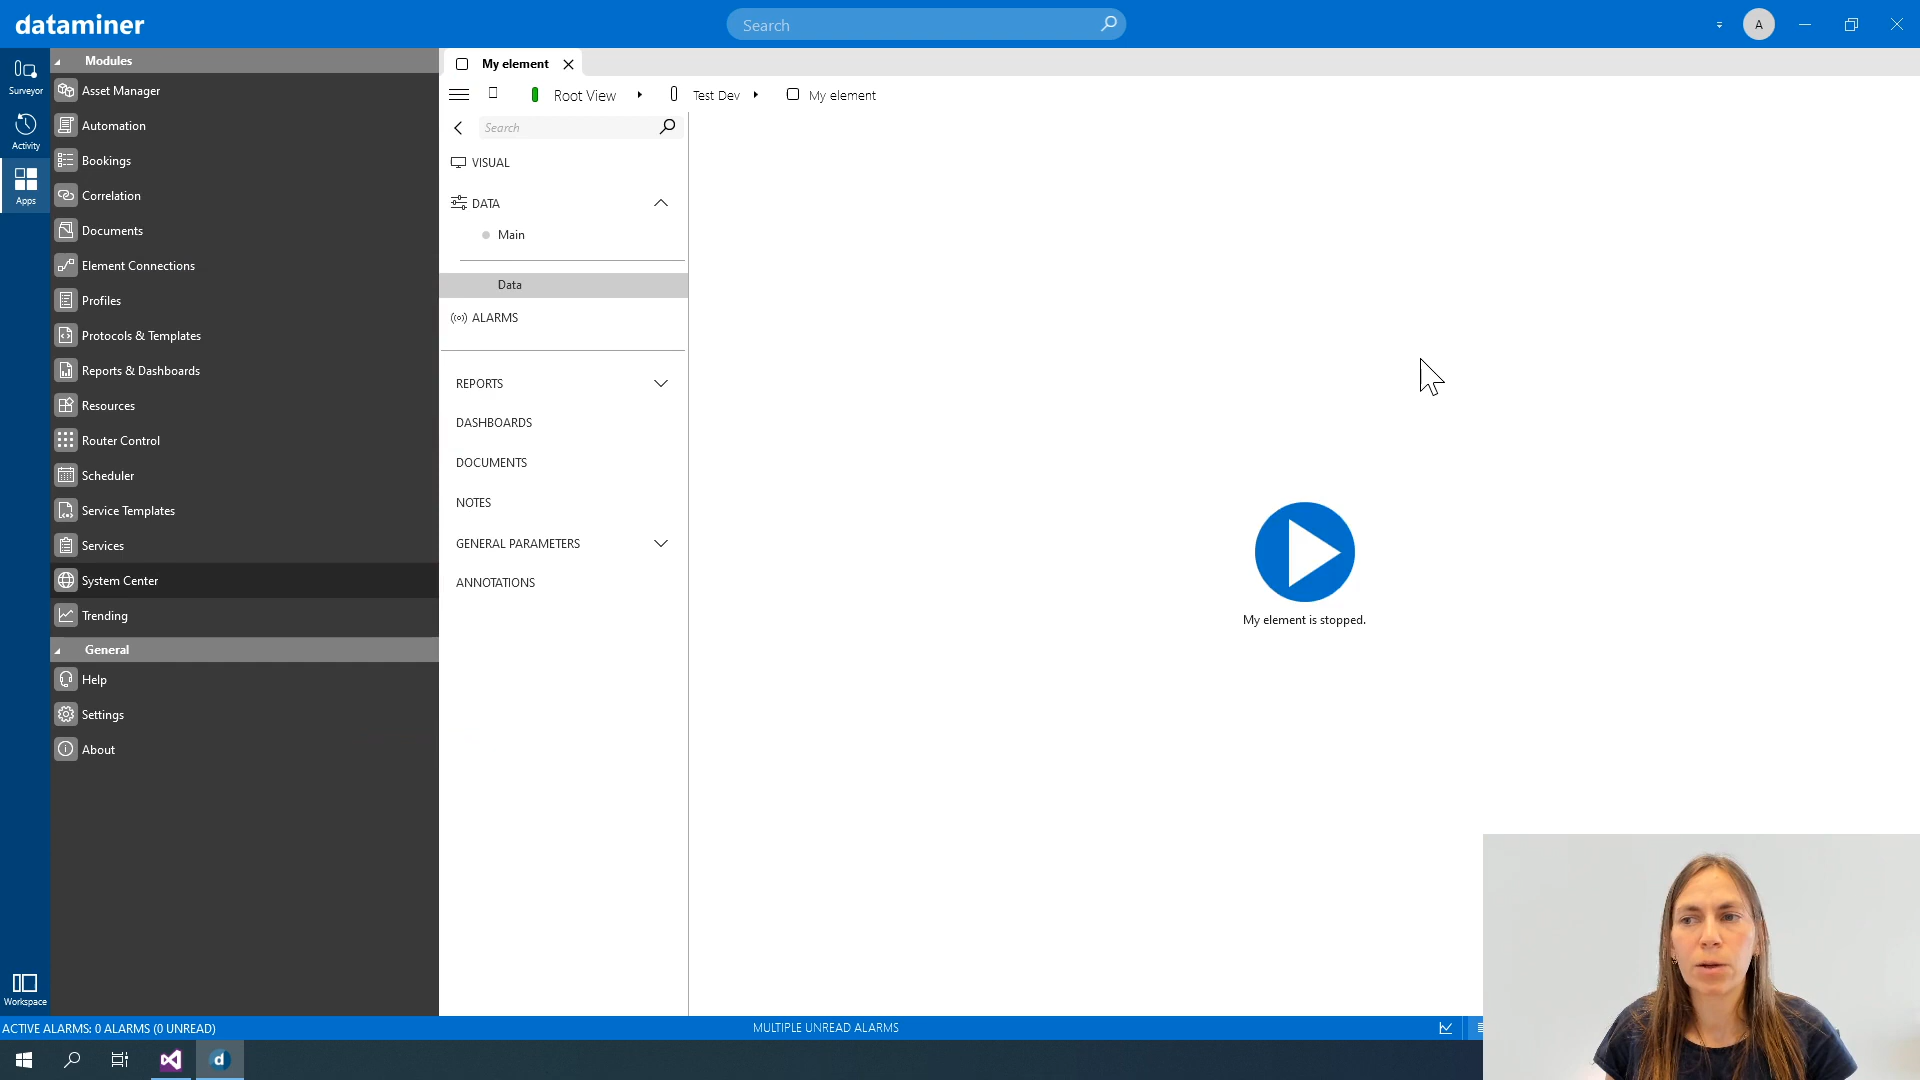 dataminer
Search
A
Modules
Surveyor
Activity
Apps
Asset Manager
Automation
Bookings
Correlation
Documents
Element Connections
Profiles
Protocols & Templates
Reports & Dashboards
Resources
Router Control
Scheduler
Service Templates
Services
System Center
Trending
General
Help
Settings
About
Workspace
My element
Root View
Test Dev
My element
Search
VISUAL
DATA
Main
Data
ALARMS
REPORTS
DASHBOARDS
DOCUMENTS
NOTES
GENERAL PARAMETERS
ANNOTATIONS
My element is stopped.
ACTIVE ALARMS: 0 ALARMS (0 UNREAD)
MULTIPLE UNREAD ALARMS
d